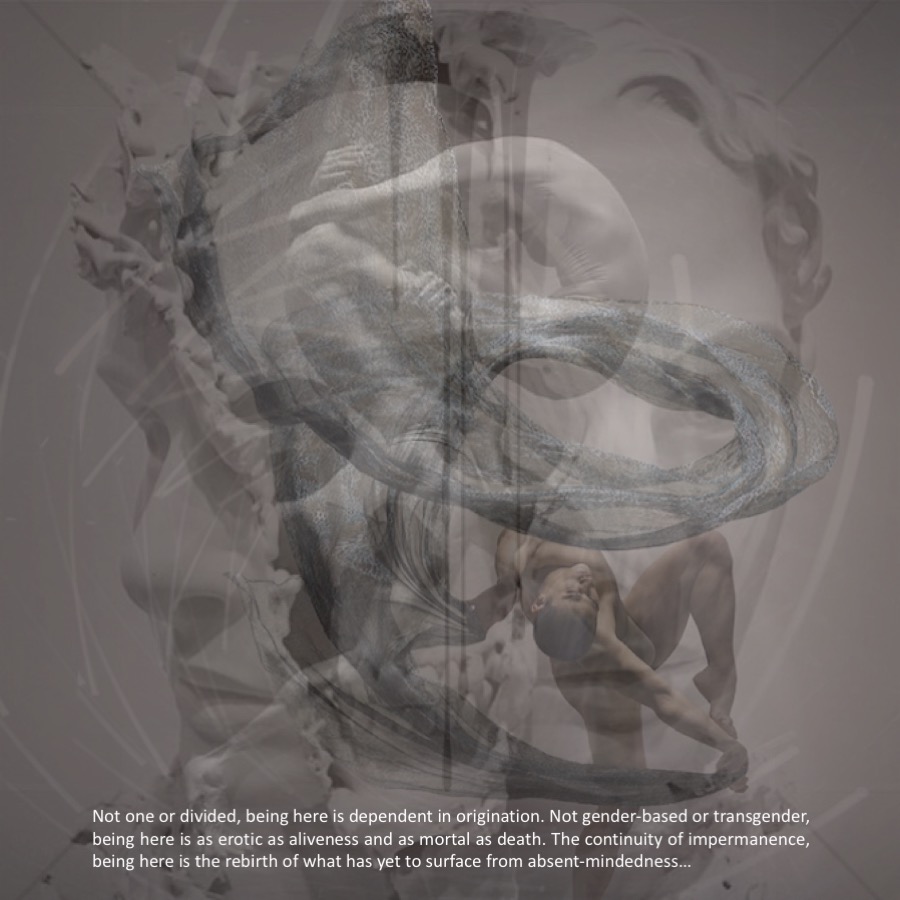 Not one or divided, being here is dependent in origination. Not gender-based or transgender,
being here is as erotic as aliveness and as mortal as death. The continuity of impermanence,
being here is the rebirth of what has yet to surface from absent-mindedness...